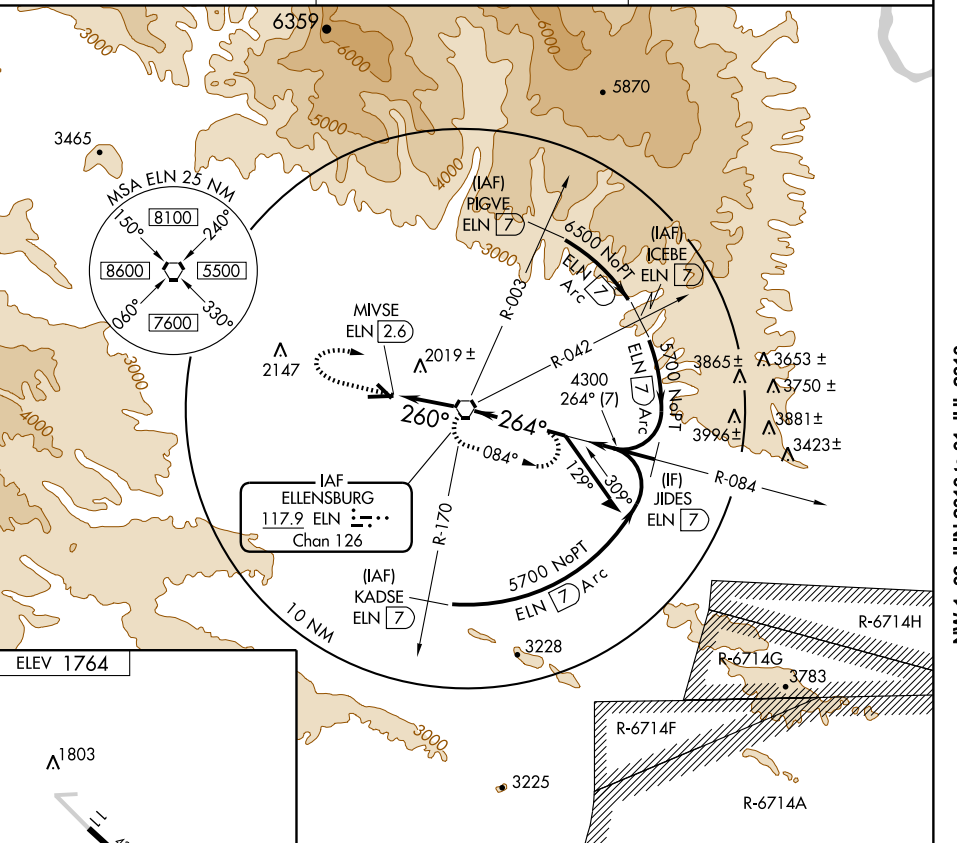 6359
3000
6000
6000
5870
5000
3465
4000
MSA ELN 25 NM
150°
8100
240°
8600
5500
060°
7600
330°
(IAF)
PIGVE
ELN 7
3000
6500 NoPT
ELN 7
Arc
(IAF)
ICEBE
ELN 7
R-003
R-042
MIVSE
ELN 2.6
2147
2019 ±
3000
4000
4300
264° (7)
5700 NoPT
ELN 7 Arc
3865±
3653 ±
3750 ±
3881±
3996±
3423±
260°
264°
084°
129°
309°
R-084
(IF)
JIDES
ELN 7
IAF
ELLENSBURG
117.9 ELN
Chan 126
R-170
(IAF)
KADSE
ELN 7
5700 NoPT
ELN 7 Arc
10 NM
3228
R-6714H
R-6714G
3783
R-6714F
R-6714A
3000
3225
ELEV 1764
1803
11